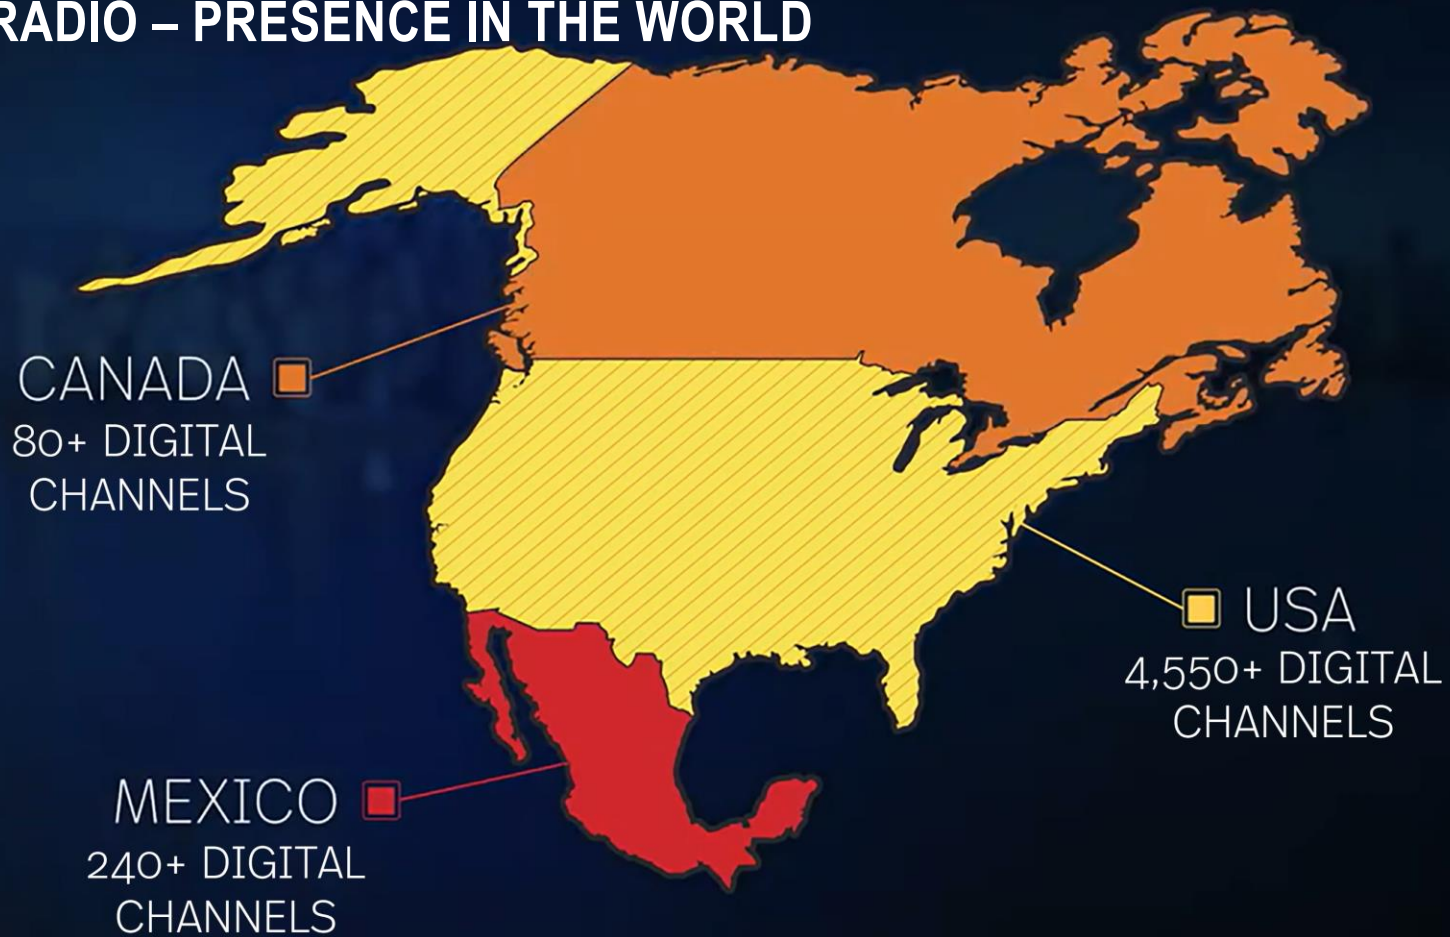 RADIO – PRESENCE IN THE WORLD
CANADA
80+ DIGITAL
CHANNELS
USA
4,550+ DIGITAL
CHANNELS
MEXICO
240+ DIGITAL
CHANNELS